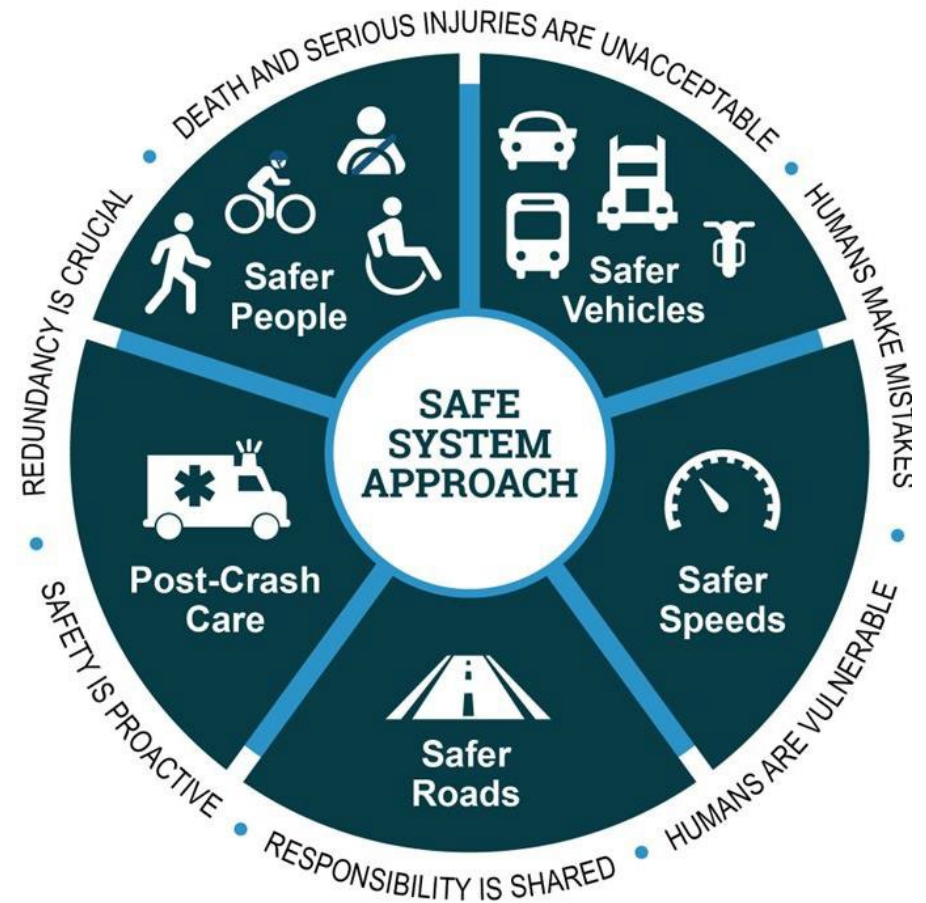 DEATH AND SERIOUS INJURIES ARE UNACCEPTABLE
HUMANS MAKE MISTAKES
HUMANS ARE VULNERABLE
RESPONSIBILITY IS SHARED
SAFETY IS PROACTIVE
REDUNDANCY IS CRUCIAL
Safer
People
Safer
Vehicles
SAFE
SYSTEM
APPROACH
Post-Crash
Care
Safer
Speeds
Safer
Roads